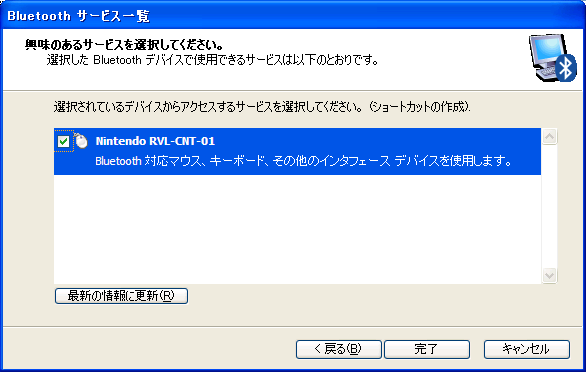 Bluetooth サービス一覧
興味のあるサービスを選択してください。
選択した Bluetooth デバイスで使用できるサービスは以下のとおりです。
選択されているデバイスからアクセスするサービスを選択してください。(ショートカットの作成).
Nintendo RVL-CNT-01
Bluetooth 対応マウス、キーボード、その他のインタフェース デバイスを使用します。
最新の情報に更新(R)
< 戻る(B)
完了
キャンセル